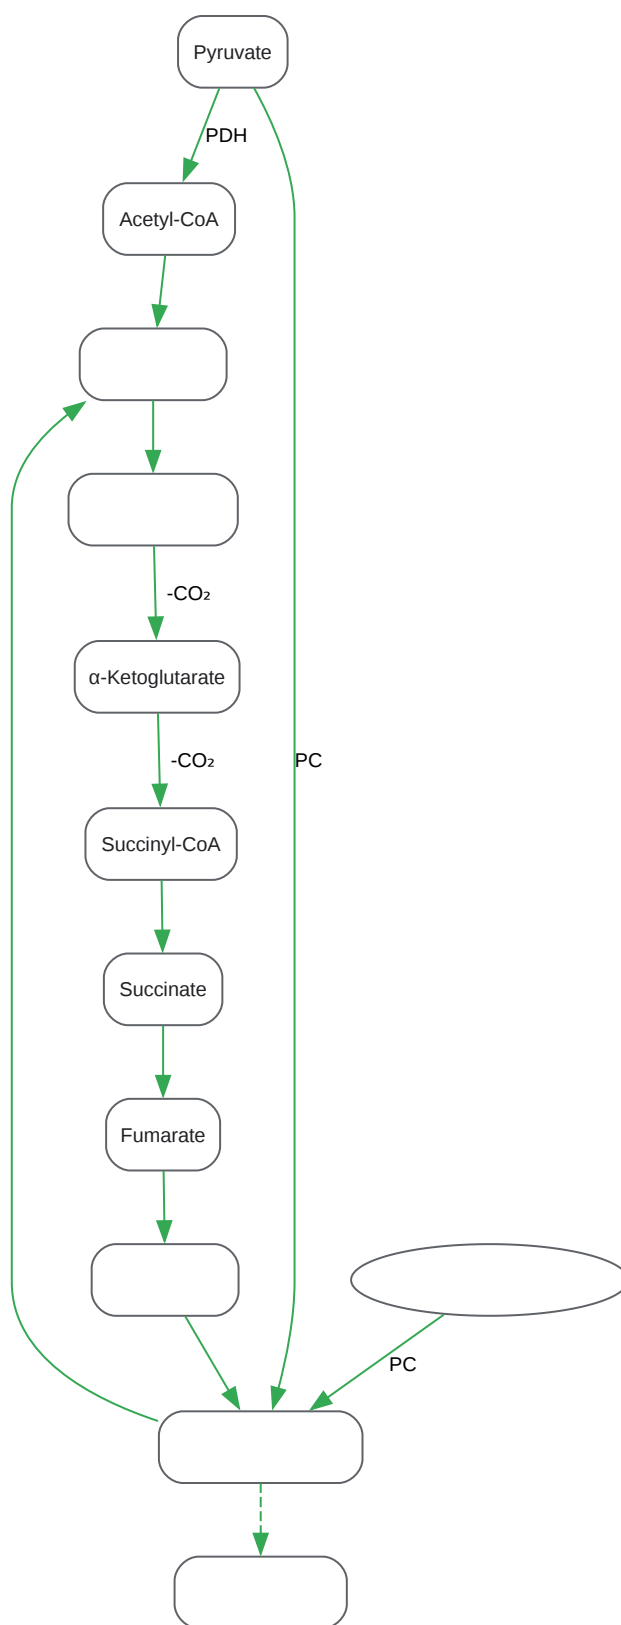 Pyruvate
PDH
Acetyl-CoA
-CO₂
α-Ketoglutarate
-CO₂
PC
Succinyl-CoA
Succinate
Fumarate
PC